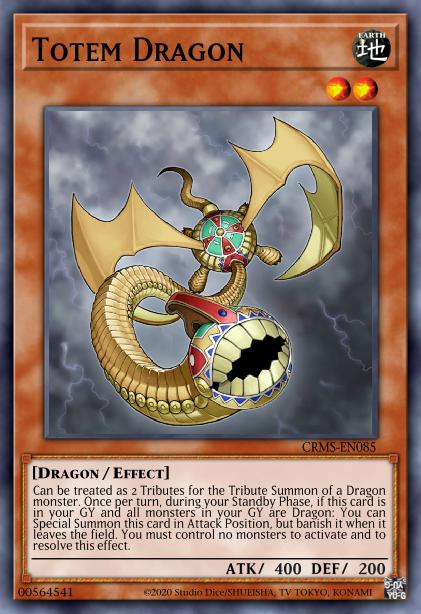 TOTEM DRAGON
EARTH
地
CRMS-EN085
[DRAGON / EFFECT]
Can be treated as 2 Tributes for the Tribute Summon of a Dragon
monster. Once per turn, during your Standby Phase, if this card is
in your GY and all monsters in your GY are Dragon: You can
Special Summon this card in Attack Position, but banish it when it
leaves the field. You must control no monsters to activate and to
resolve this effect.
ATK/ 400 DEF/ 200
00564541
©2020 Studio Dice/SHUEISHA, TV TOKYO, KONAMI